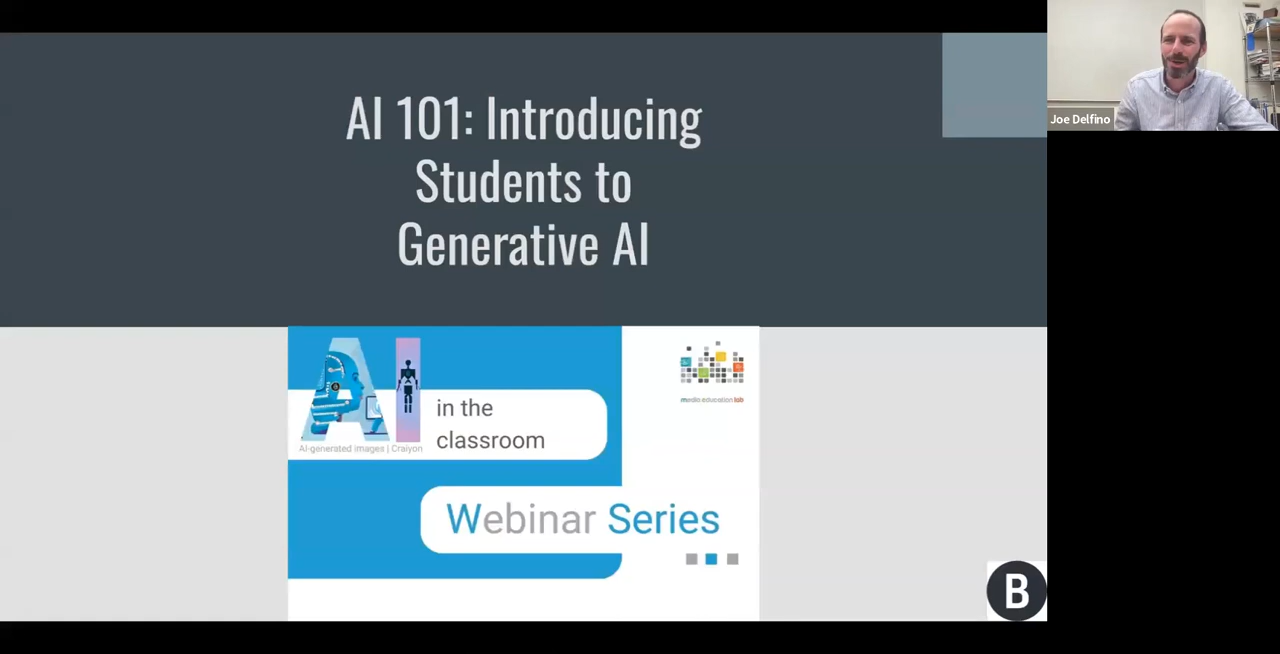 AI 101: Introducing
Students to
Generative AI
Joe Delfino
AI
in the
classroom
AI-generated images | Craiyon
media education lab
Webinar Series
B